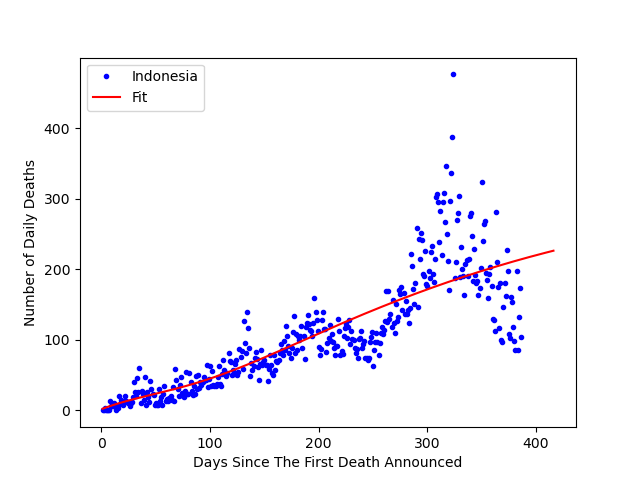 Indonesia
Fit
Number of Daily Deaths
400
300
200
100
0
0 100 200 300 400
Days Since The First Death Announced